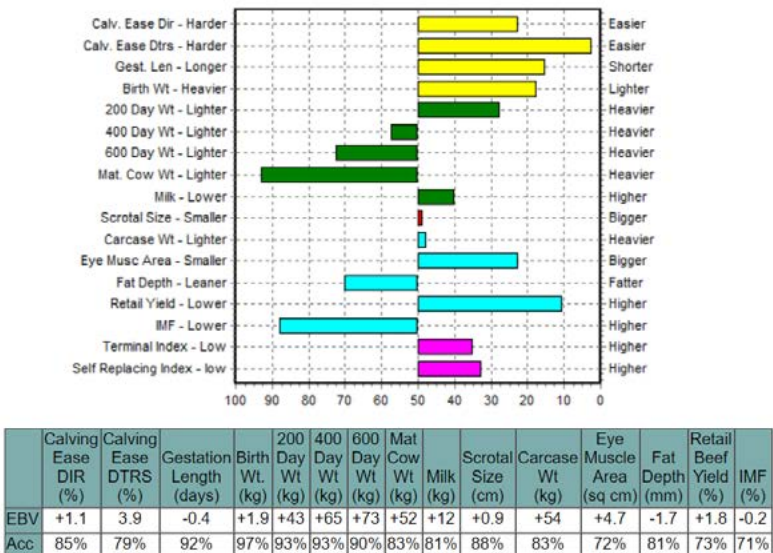 Calv. Ease Dir - Harder Easier
Calv. Ease Dtrs - Harder Easier
Gest. Len - Longer Shorter
Birth Wt - Heavier Lighter
200 Day Wt - Lighter Heavier
400 Day Wt - Lighter Heavier
600 Day Wt - Lighter Heavier
Mat. Cow Wt - Lighter Heavier
Milk - Lower Higher
Scrotal Size - Smaller Bigger
Carcase Wt - Lighter Heavier
Eye Musc Area - Smaller Bigger
Fat Depth - Leaner Fatter
Retail Yield - Lower Higher
IMF - Lower Higher
Terminal Index - Low Higher
Self Replacing Index - low Higher
100 90 80 70 60 50 40 30 20 10 0
Calving Ease DIR (%) Calving Ease DTRS (%) Gestation Length (days) Birth Wt. (kg) 200 Day Wt (kg) 400 Day Wt (kg) 600 Day Wt (kg) Mat Cow Wt (kg) Milk (kg) Scrotal Size (cm) Carcase Wt (kg) Eye Muscle Area (sq cm) Fat Depth (mm) Retail Beef Yield (%) IMF (%)
EBV +1.1 3.9 -0.4 +1.9 +43 +65 +73 +52 +12 +0.9 +54 +4.7 -1.7 +1.8 -0.2
Acc 85% 79% 92% 97% 93% 93% 90% 83% 81% 88% 83% 72% 81% 73% 71%